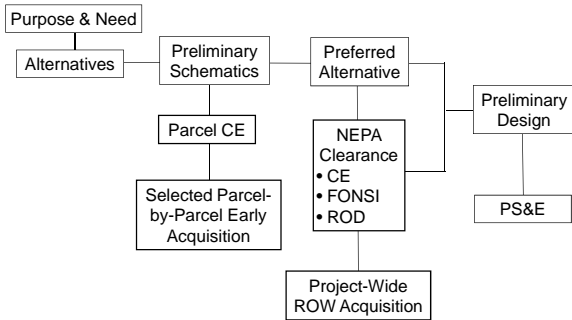 Purpose & Need
Alternatives
Preliminary
Schematics
Preferred
Alternative
Preliminary
Design
Parcel CE
NEPA
Clearance
• CE
• FONSI
• ROD
Selected Parcel-
by-Parcel Early
Acquisition
PS&E
Project-Wide
ROW Acquisition